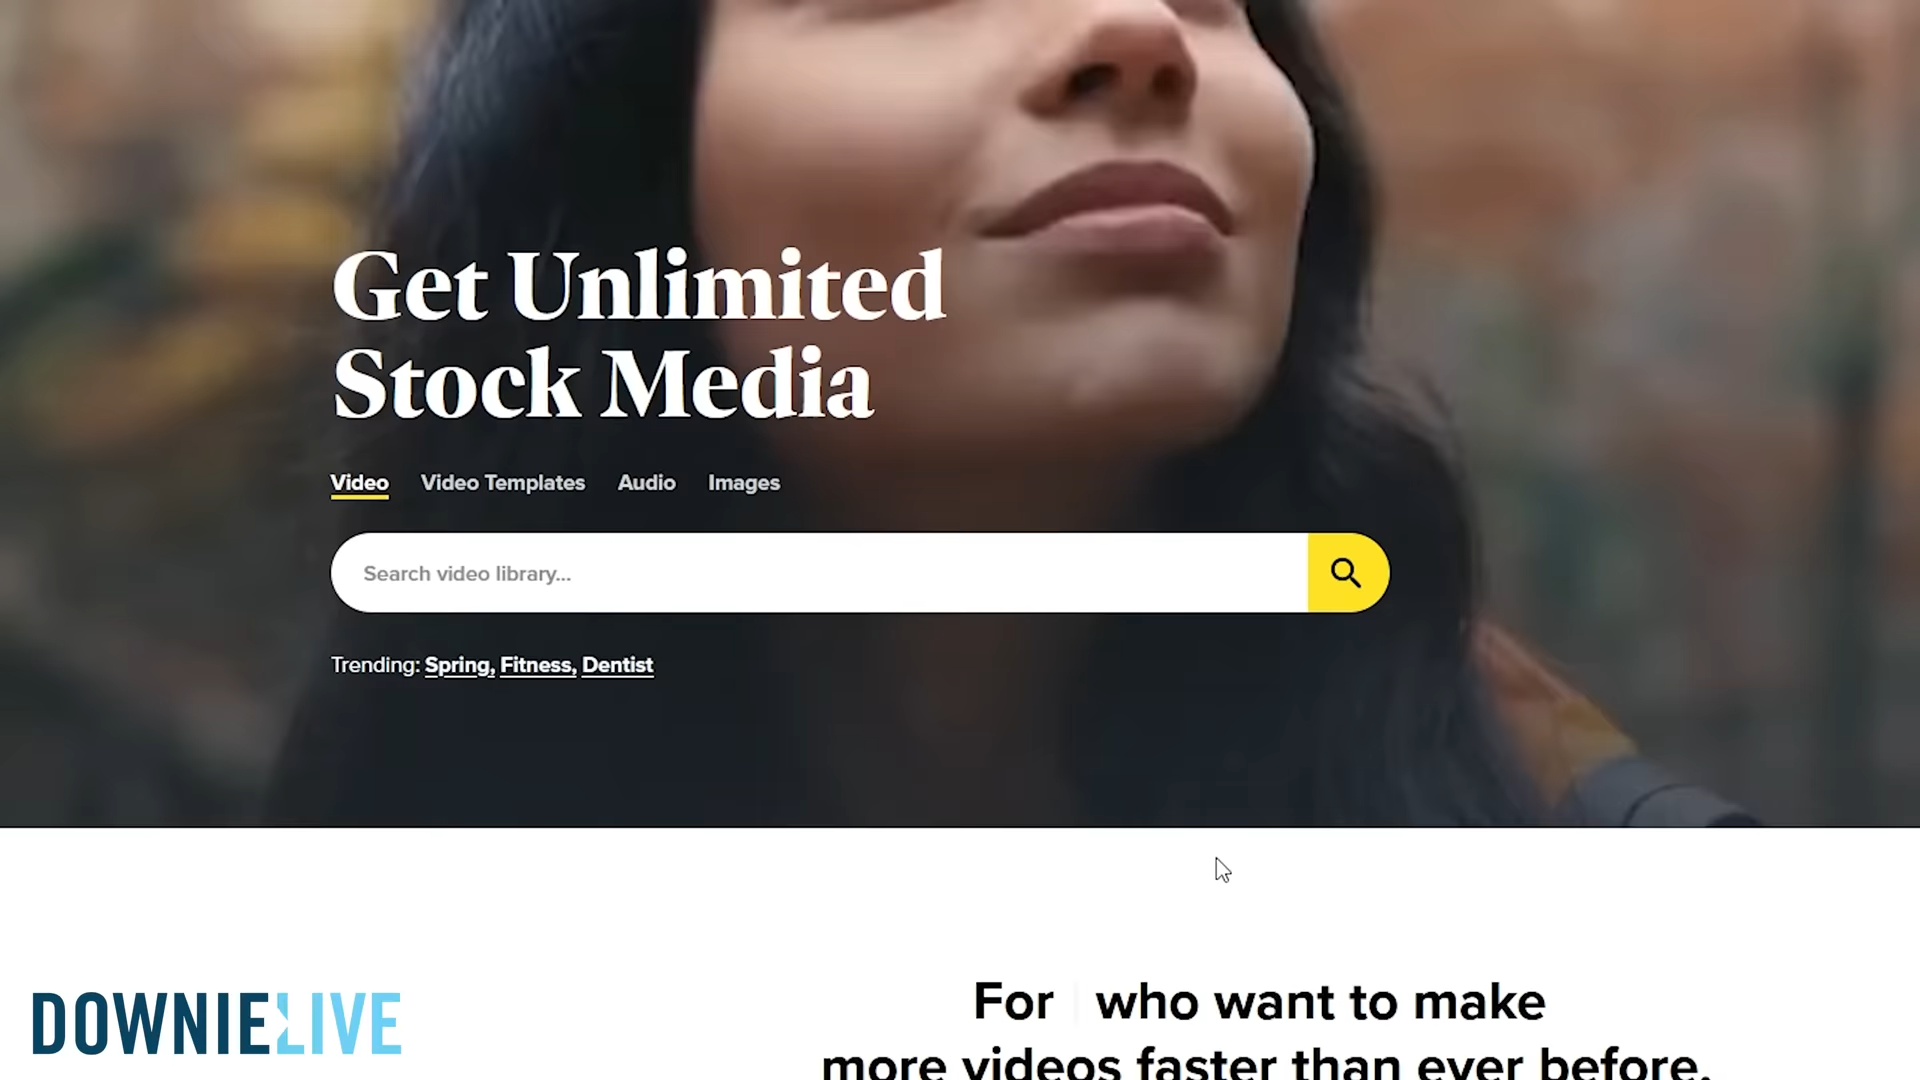 Get Unlimited
Stock Media
Video Video Templates Audio Images
Search video library...
Trending: Spring, Fitness, Dentist
For who want to make
more videos faster than ever before.
DOWNIELIVE